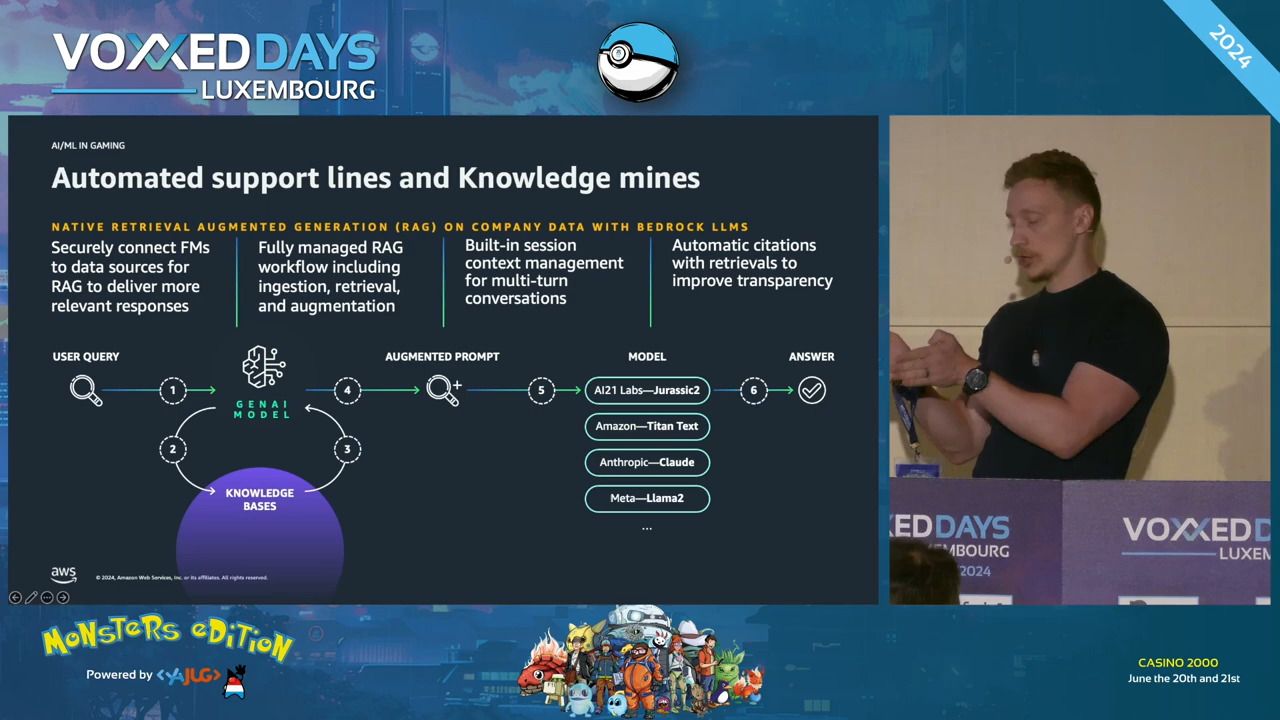 VOXXED DAYS
LUXEMBOURG
2024
AI/ML IN GAMING
Automated support lines and Knowledge mines
NATIVE RETRIEVAL AUGMENTED GENERATION (RAG) ON COMPANY DATA WITH BEDROCK LLMS
Securely connect FMs
to data sources for
RAG to deliver more
relevant responses
Fully managed RAG
workflow including
ingestion, retrieval,
and augmentation
Built-in session
context management
for multi-turn
conversations
Automatic citations
with retrievals to
improve transparency
USER QUERY
1
GENAI
MODEL
2
3
KNOWLEDGE
BASES
4
AUGMENTED PROMPT
5
MODEL
AI21 Labs—Jurassic2
Amazon—Titan Text
Anthropic—Claude
Meta—Llama2
...
6
ANSWER
aws
© 2024, Amazon Web Services, Inc. or its affiliates. All rights reserved.
XED DAYS
MBOURG
2024
VOXXED D
LUXEM
MONSTERS EDITION
Powered by <YAJUG>
CASINO 2000
June the 20th and 21st